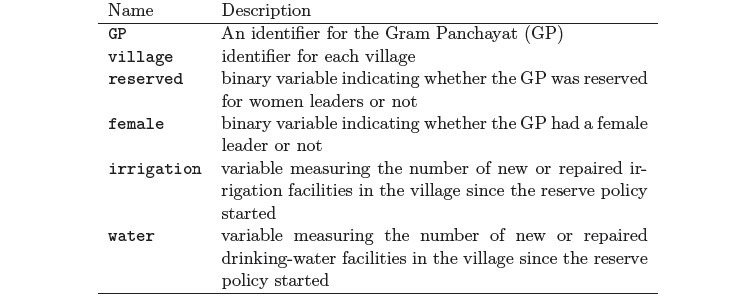 Name Description
GP An identifier for the Gram Panchayat (GP)
village identifier for each village
reserved binary variable indicating whether the GP was reserved
for women leaders or not
female binary variable indicating whether the GP had a female
leader or not
irrigation variable measuring the number of new or repaired ir-
rigation facilities in the village since the reserve policy
started
water variable measuring the number of new or repaired
drinking-water facilities in the village since the reserve
policy started